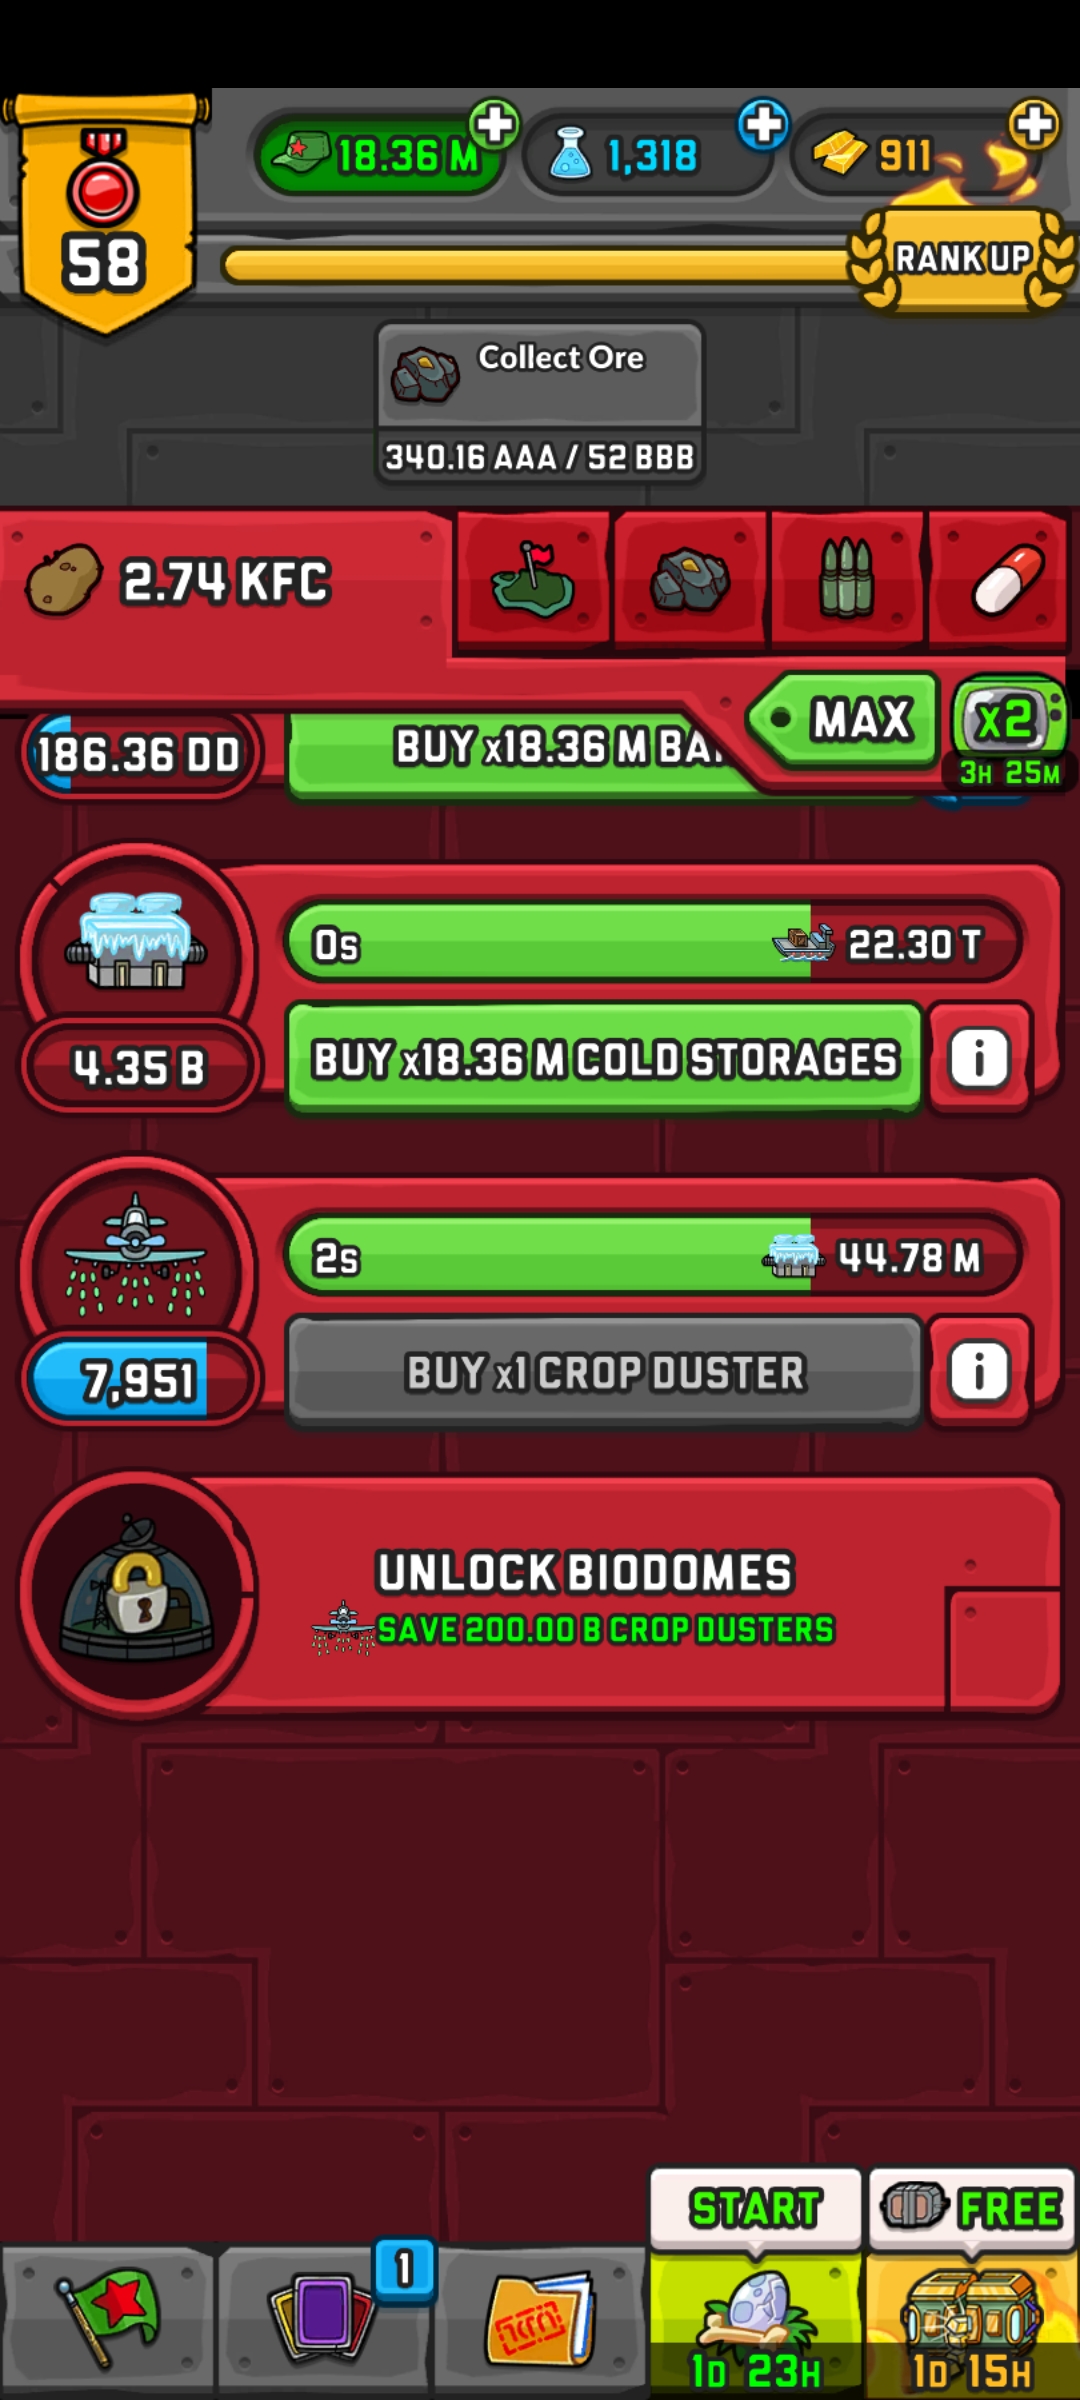 18.36 M
1,318
911
58
RANK UP
Collect Ore
340.16 AAA / 52 BBB
2.74 KFC
MAX
x2
3H 25M
186.36 DD
BUY x18.36 M BA
0s
22.30 T
4.35 B
BUY x18.36 M COLD STORAGES
i
2s
44.78 M
7,951
BUY x1 CROP DUSTER
i
UNLOCK BIODOMES
SAVE 200.00 B CROP DUSTERS
START
FREE
1
1D 23H
1D 15H